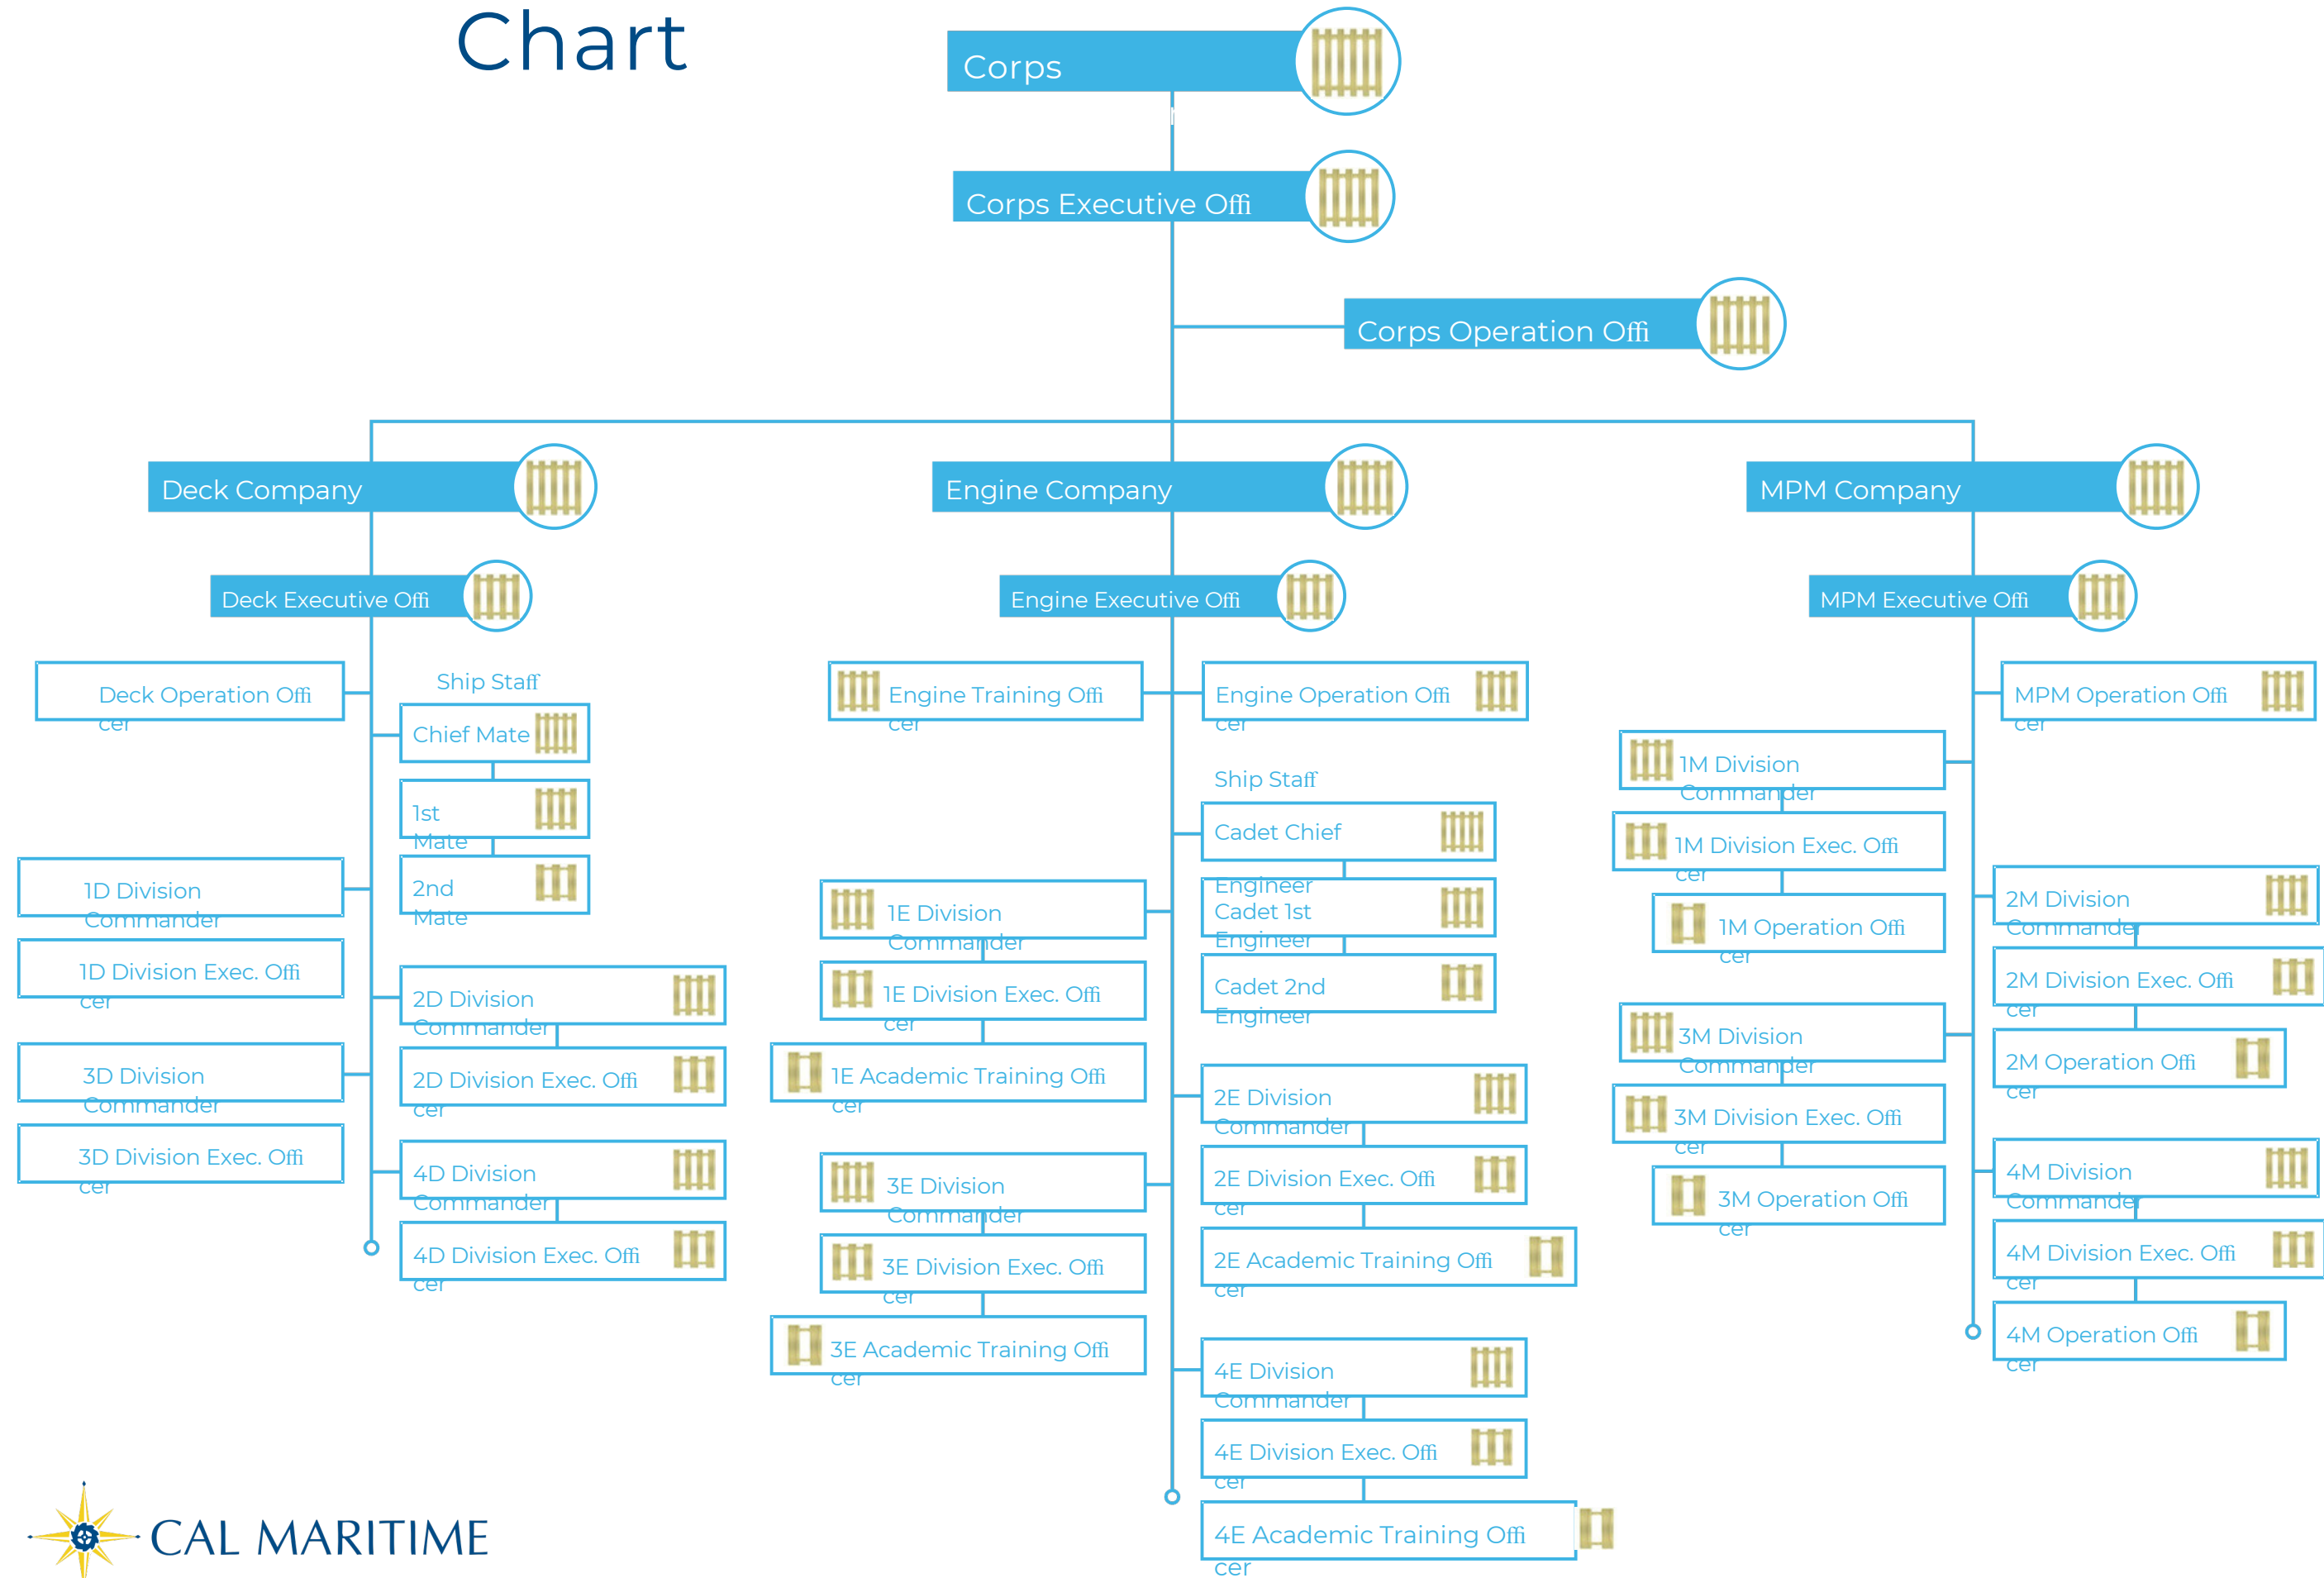 Chart
Corps
Corps Executive Offi
Corps Operation Offi
Deck Company
Engine Company
MPM Company
Deck Executive Offi
Engine Executive Offi
MPM Executive Offi
Deck Operation Offi
cer
Ship Staff
Chief Mate
1st
Mate
2nd
Mate
1D Division
Commander
1D Division Exec. Offi
cer
2D Division
Commander
2D Division Exec. Offi
cer
3D Division
Commander
3D Division Exec. Offi
cer
4D Division
Commander
4D Division Exec. Offi
cer
Engine Training Offi
cer
Engine Operation Offi
cer
Ship Staff
Cadet Chief
Engineer
Cadet 1st
Engineer
Cadet 2nd
Engineer
1E Division
Commander
1E Division Exec. Offi
cer
1E Academic Training Offi
cer
2E Division
Commander
2E Division Exec. Offi
cer
2E Academic Training Offi
cer
3E Division
Commander
3E Division Exec. Offi
cer
3E Academic Training Offi
cer
4E Division
Commander
4E Division Exec. Offi
cer
4E Academic Training Offi
cer
MPM Operation Offi
cer
1M Division
Commander
1M Division Exec. Offi
cer
1M Operation Offi
cer
2M Division
Commander
2M Division Exec. Offi
cer
2M Operation Offi
cer
3M Division
Commander
3M Division Exec. Offi
cer
3M Operation Offi
cer
4M Division
Commander
4M Division Exec. Offi
cer
4M Operation Offi
cer
CAL MARITIME